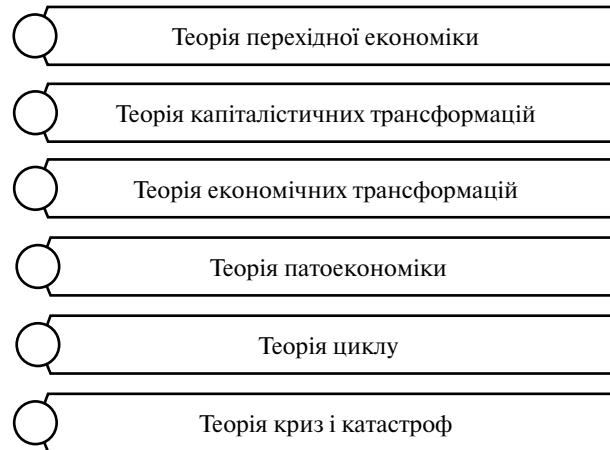 Теорія перехідної економіки
Теорія капіталістичних трансформацій
Теорія економічних трансформацій
Теорія патоекономіки
Теорія циклу
Теорія криз і катастроф